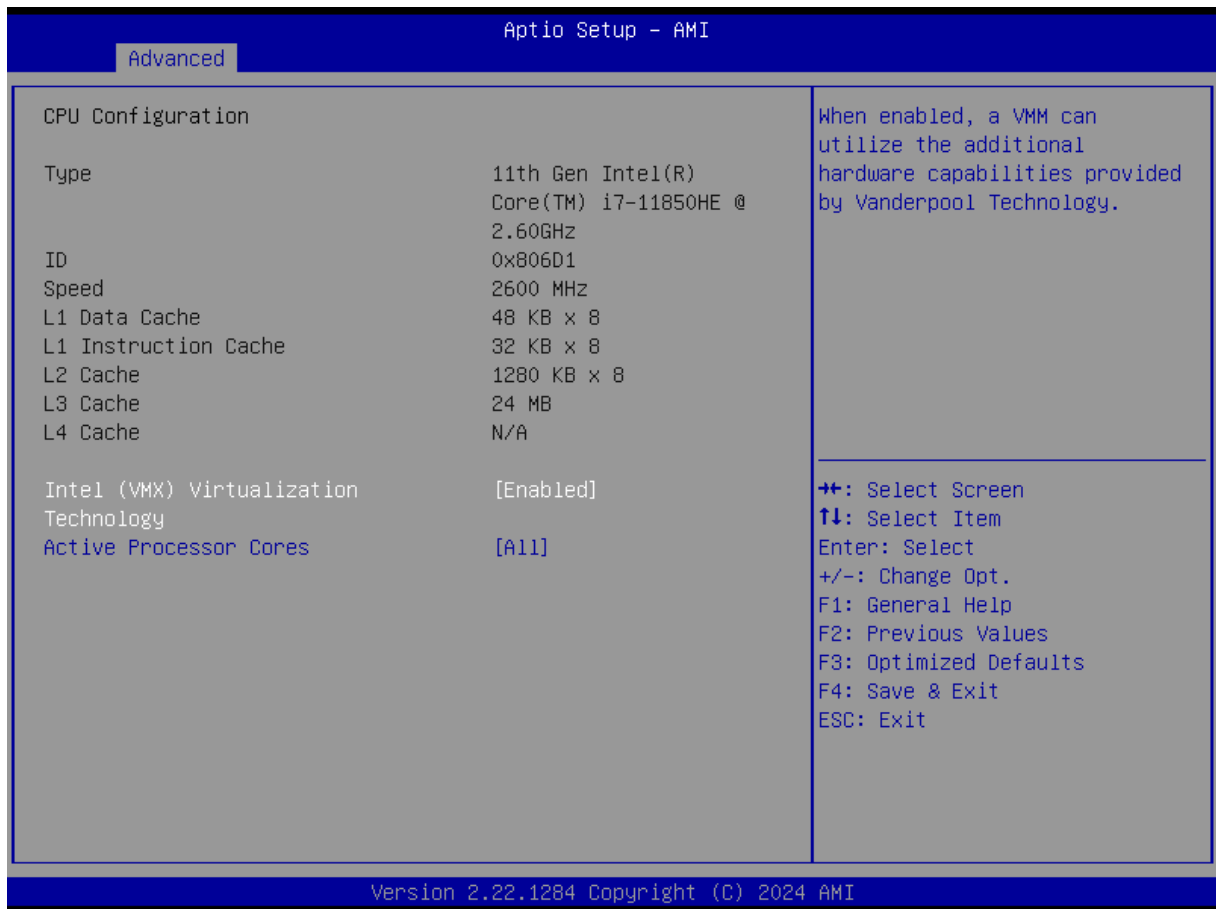 Aptio Setup - AMI
Advanced
CPU Configuration
Type 11th Gen Intel(R)
Core(TM) i7-11850HE @
2.60GHz
ID 0x806D1
Speed 2600 MHz
L1 Data Cache 48 KB x 8
L1 Instruction Cache 32 KB x 8
L2 Cache 1280 KB x 8
L3 Cache 24 MB
L4 Cache N/A
Intel (VMX) Virtualization [Enabled]
Technology
Active Processor Cores [All]
When enabled, a VMM can
utilize the additional
hardware capabilities provided
by Vanderpool Technology.
→←: Select Screen
↑↓: Select Item
Enter: Select
+/-: Change Opt.
F1: General Help
F2: Previous Values
F3: Optimized Defaults
F4: Save & Exit
ESC: Exit
Version 2.22.1284 Copyright (C) 2024 AMI